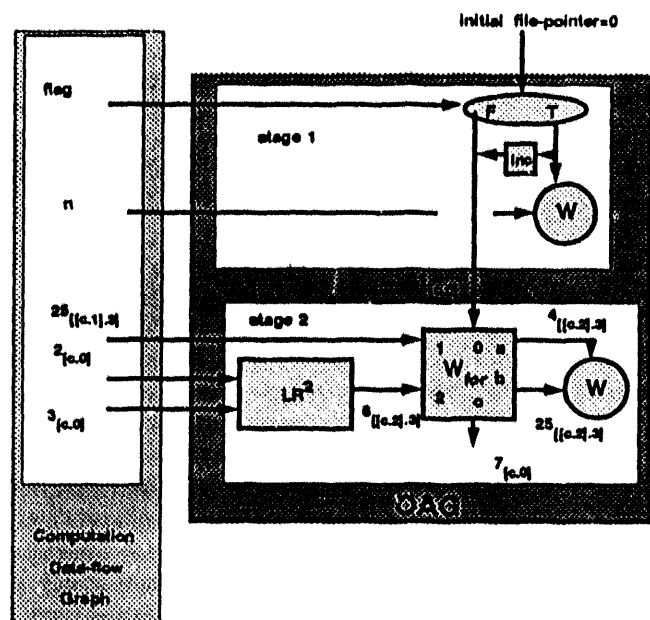 initial file-pointer=0
flag
F T
stage 1
inc
n
W
25[[c.1].3]
stage 2
4[[c.2].3]
2[c.0]
1 0 a
W for b
2 c
LR2
W
3[c.0]
6[[c.2].3]
25[[c.2].3]
7[c.0]
OAG
Computation
Data-flow
Graph